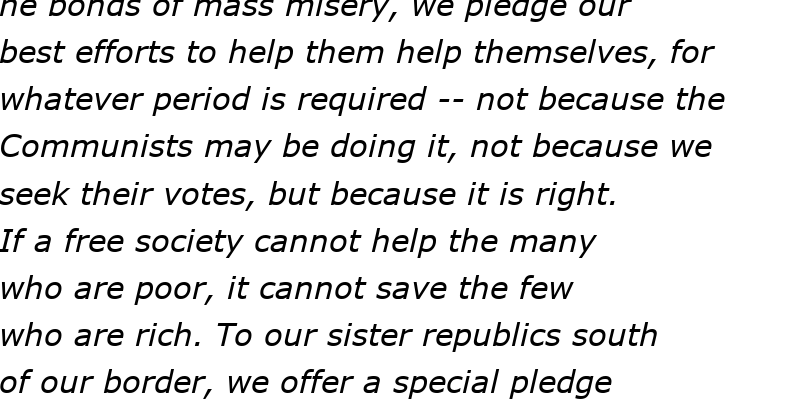 he bonds of mass misery, we pledge our
best efforts to help them help themselves, for
whatever period is required -- not because the
Communists may be doing it, not because we
seek their votes, but because it is right.
If a free society cannot help the many
who are poor, it cannot save the few
who are rich. To our sister republics south
of our border, we offer a special pledge